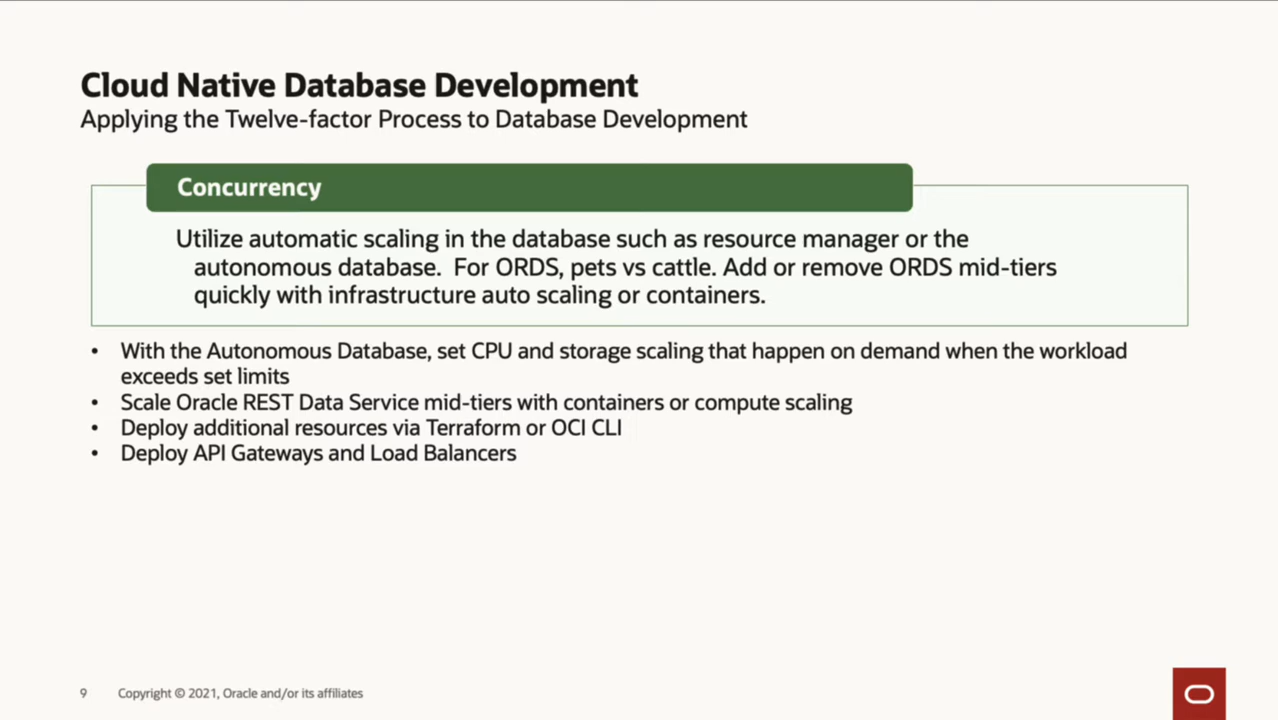 Cloud Native Database Development
Applying the Twelve-factor Process to Database Development
Concurrency
Utilize automatic scaling in the database such as resource manager or the
autonomous database.  For ORDS, pets vs cattle. Add or remove ORDS mid-tiers
quickly with infrastructure auto scaling or containers.
• With the Autonomous Database, set CPU and storage scaling that happen on demand when the workload
exceeds set limits
• Scale Oracle REST Data Service mid-tiers with containers or compute scaling
• Deploy additional resources via Terraform or OCI CLI
• Deploy API Gateways and Load Balancers
9 Copyright © 2021, Oracle and/or its affiliates